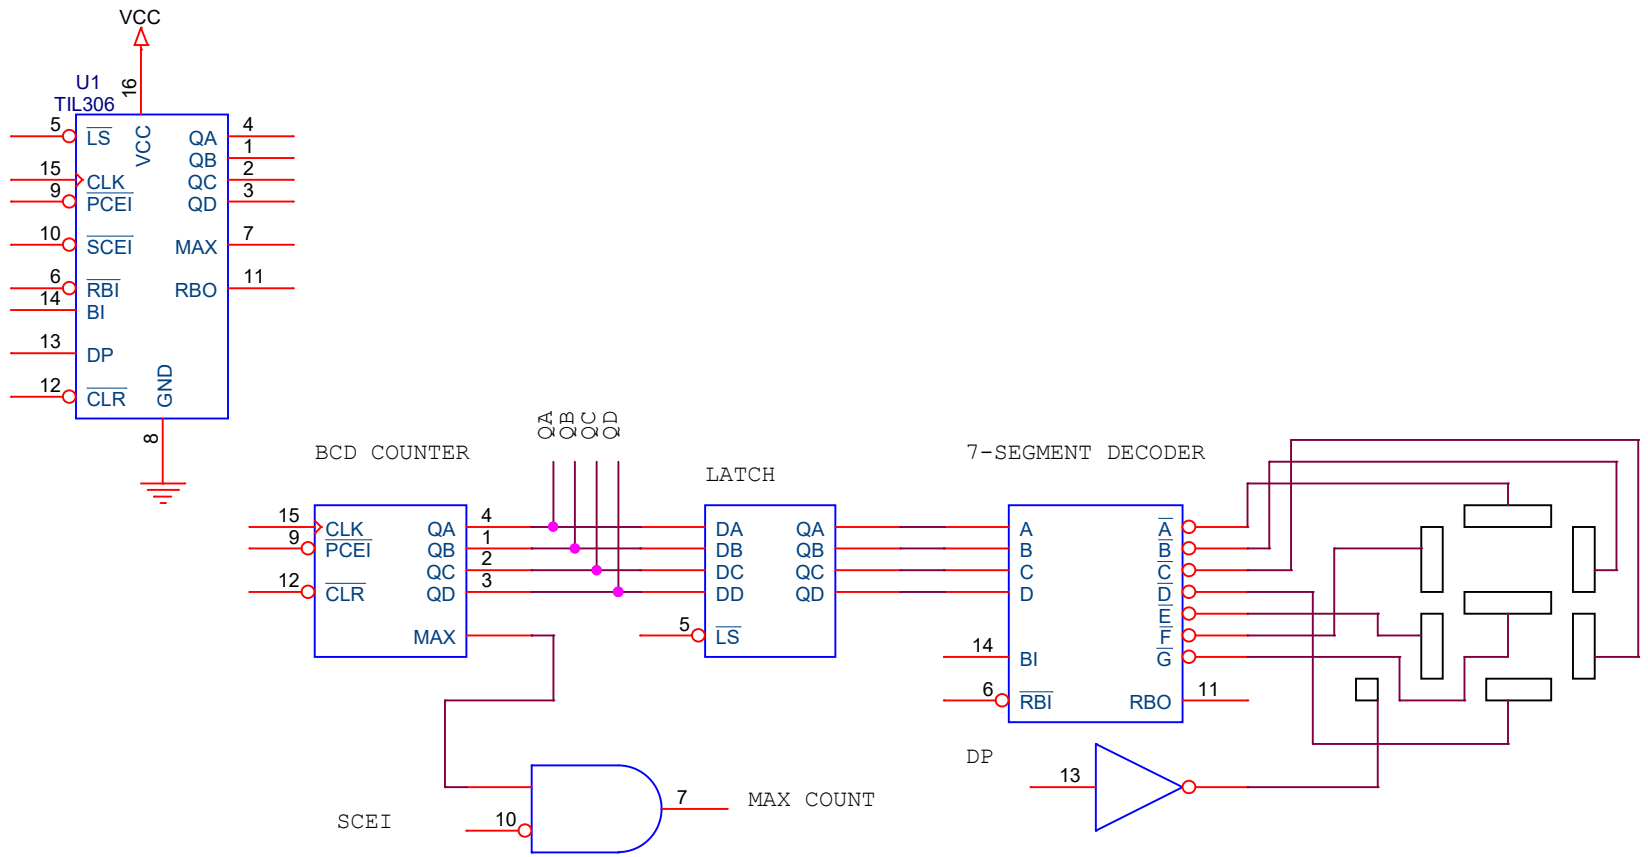 VCC
16
U1
TIL306
5 LS VCC QA 4
QB 1
15 CLK QC 2
9 PCEI QD 3
10 SCEI MAX 7
6 RBI RBO 11
14 BI
13 DP
12 CLR GND
8
QA QB QC QD
BCD COUNTER
LATCH
7-SEGMENT DECODER
15 CLK QA 4 DA QA A A
9 PCEI QB 1 DB QB B B
QC 2 DC QC C C
12 CLR QD 3 DD QD D D
E
MAX 5 LS F
14 BI G
6 RBI RBO 11
DP
13
7 MAX COUNT
SCEI 10